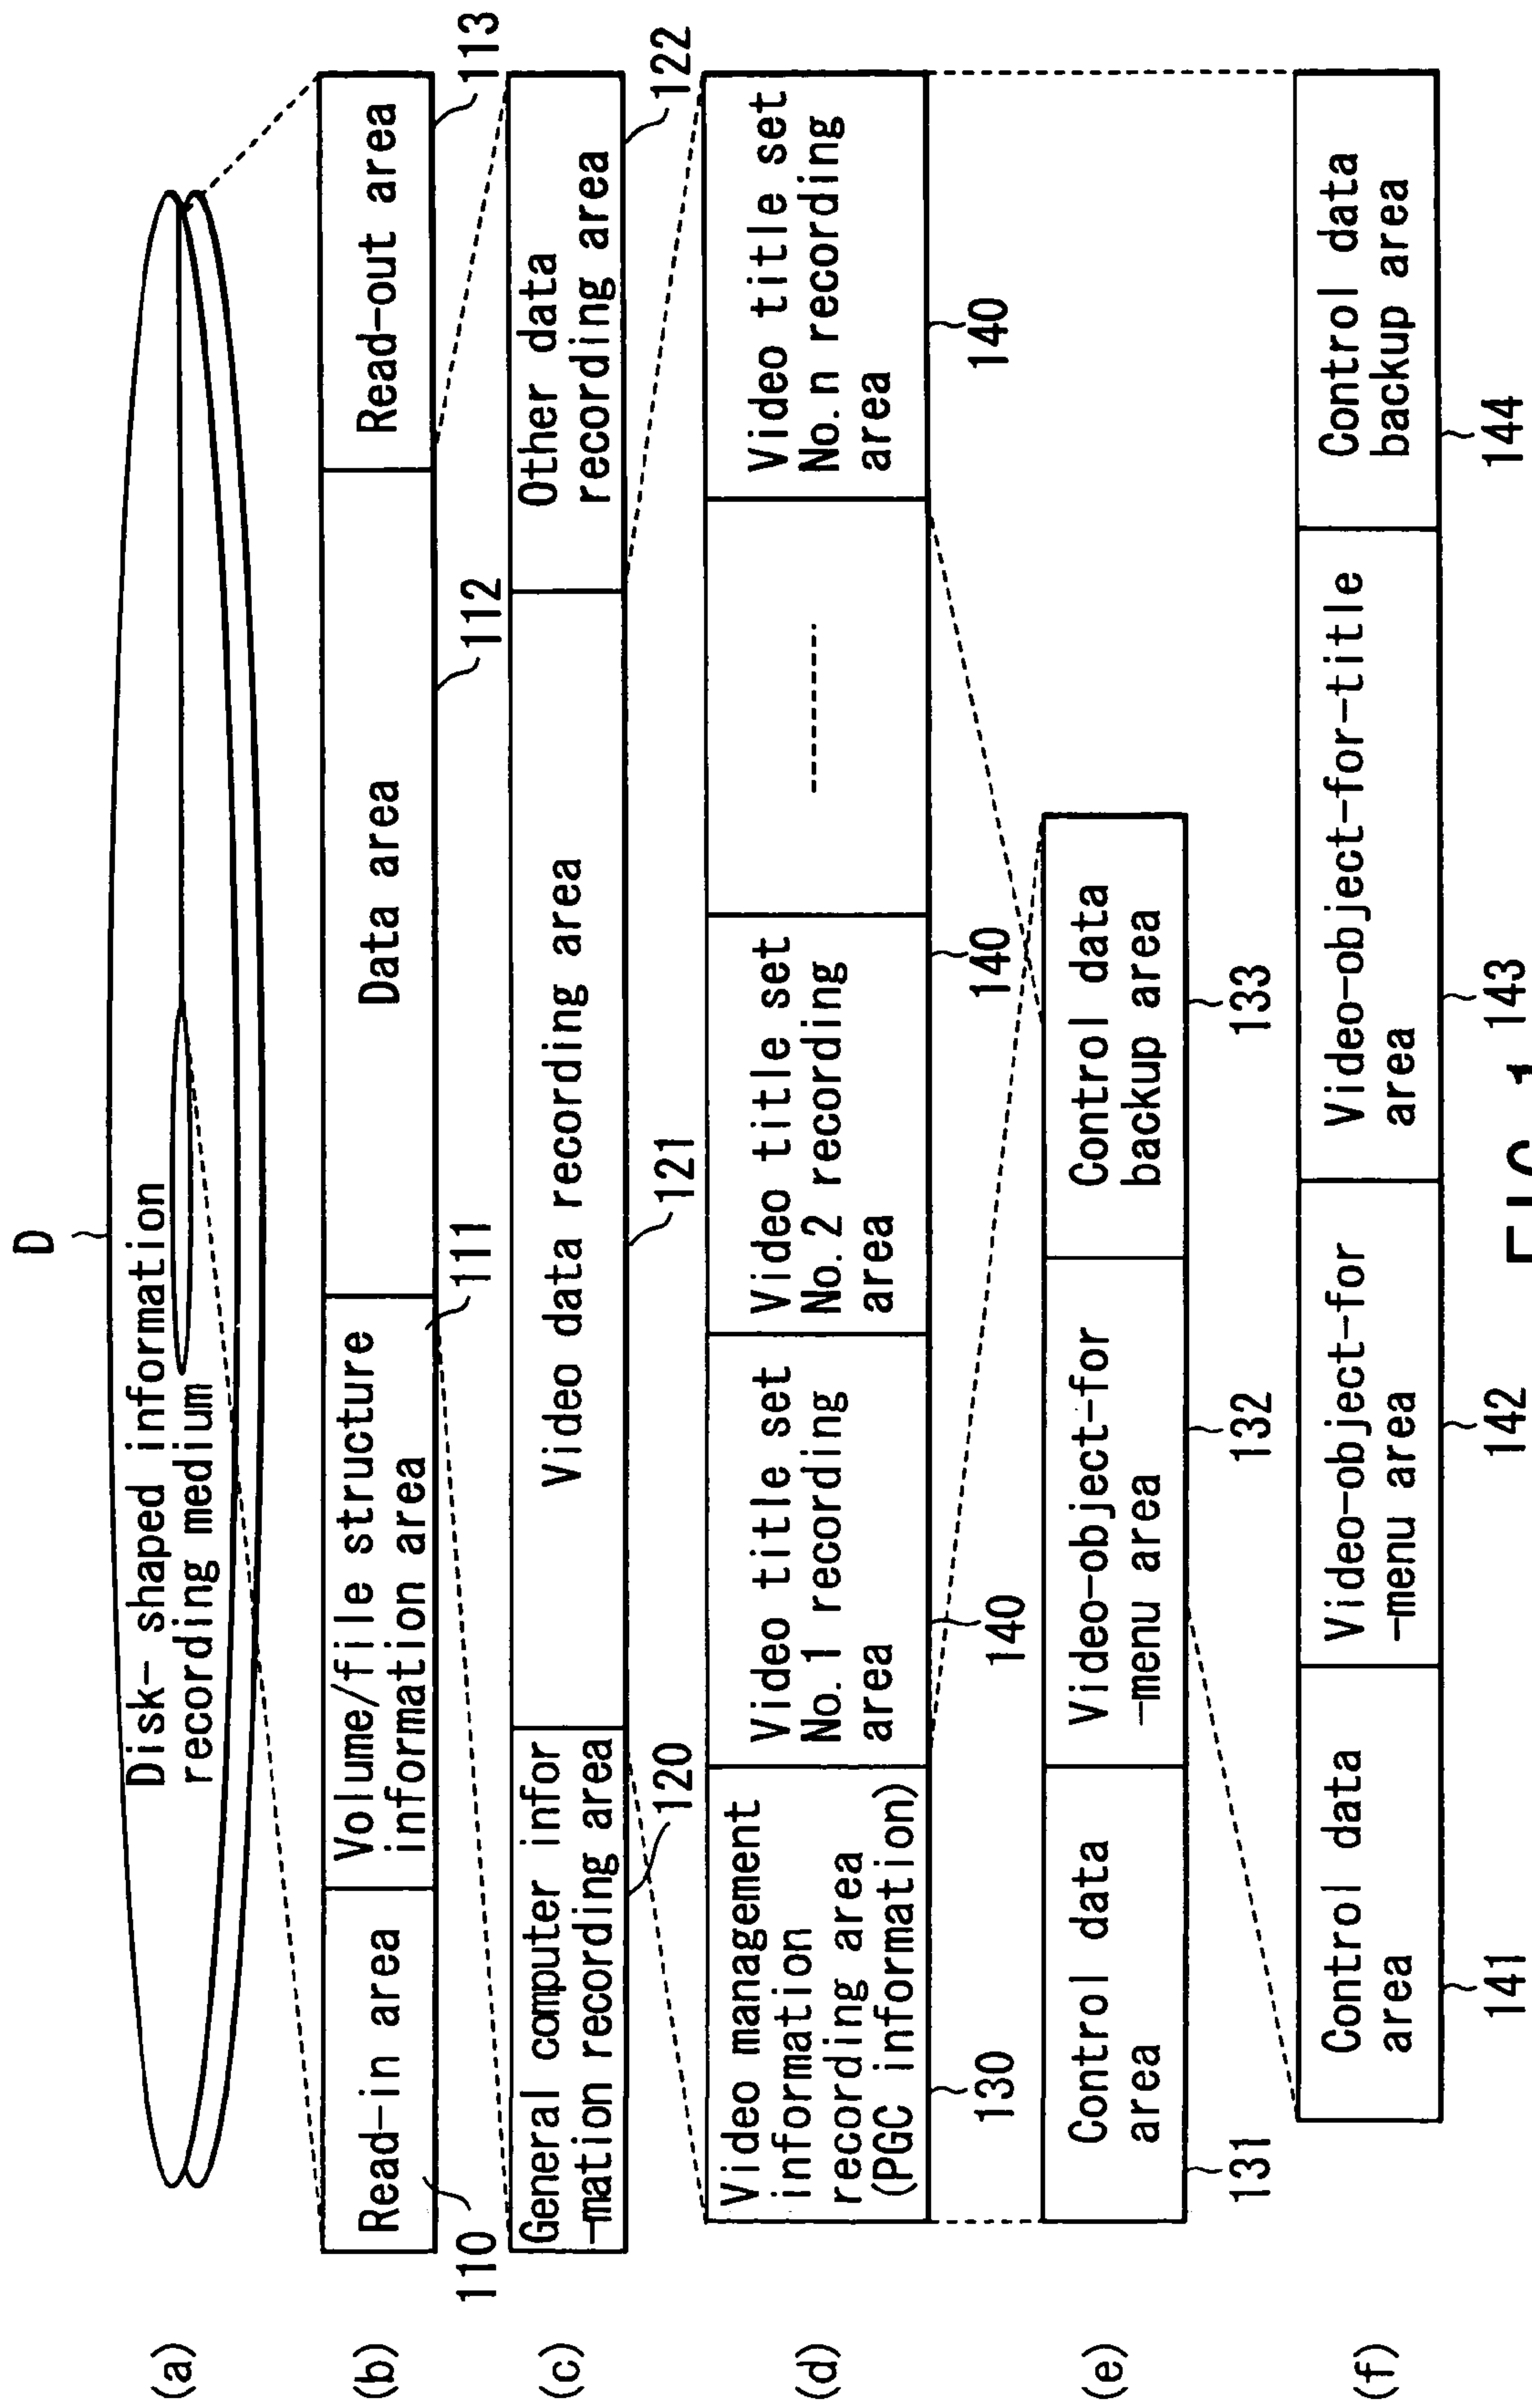 D
(a)
Disk- shaped information
recording medium
(b)
Read-in area
Volume/file structure
information area
Data area
Read-out area
110
111
112
113
(c)
General computer infor
-mation recording area
Video data recording area
Other data
recording area
120
121
122
(d)
Video management
information
recording area
(PGC information)
Video title set
No.1 recording
area
Video title set
No.2 recording
area
---------
Video title set
No.n recording
area
130
140
140
140
(e)
Control data
area
Video-object-for
-menu area
Control data
backup area
131
132
133
(f)
Control data
area
Video-object-for
-menu area
Video-object-for-title
area
Control data
backup area
141
142
143
144